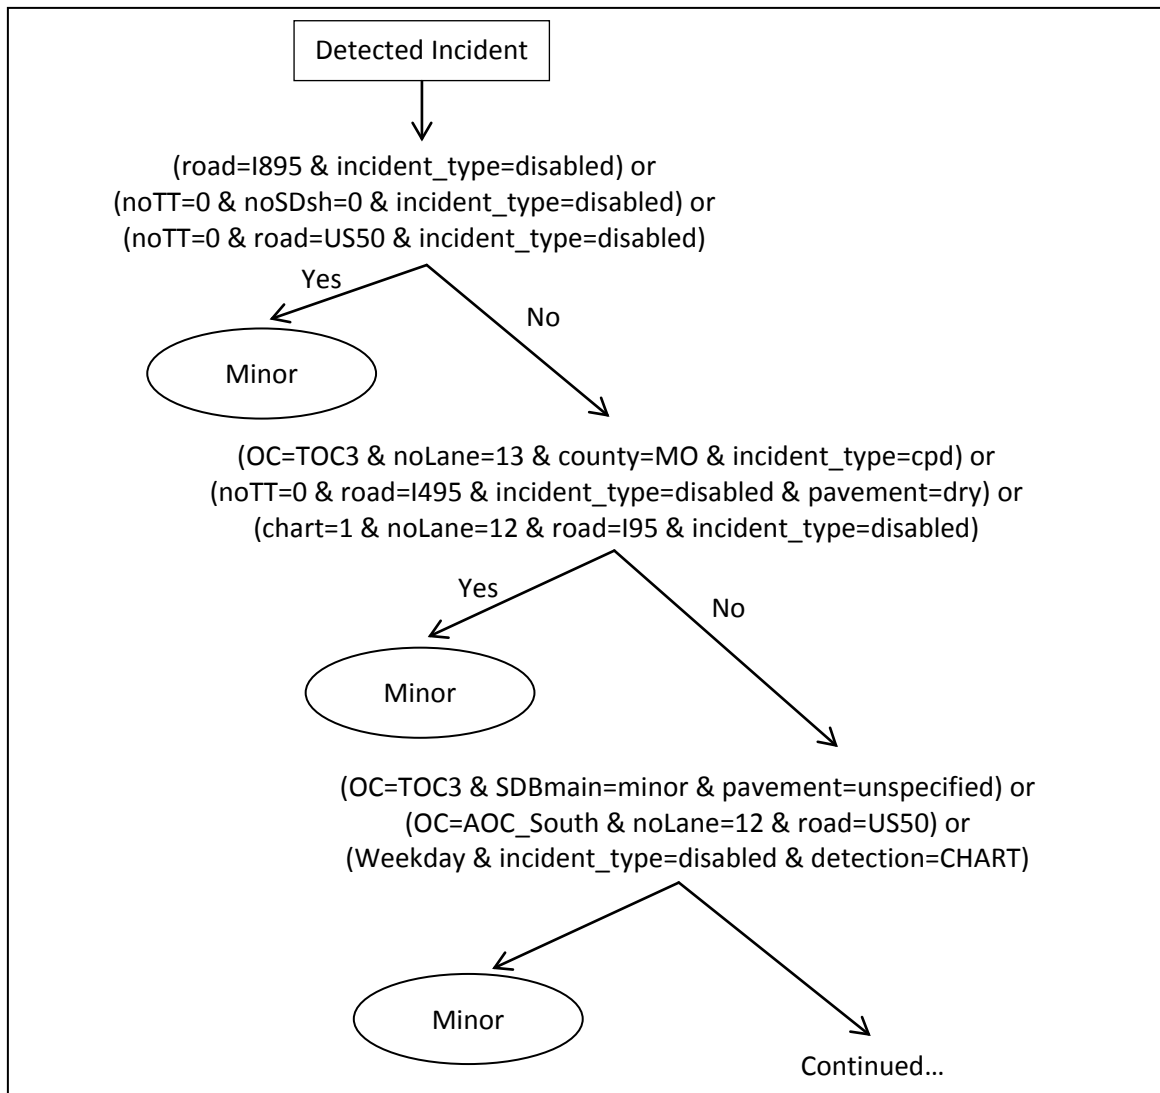 Detected Incident
(road=I895 & incident_type=disabled) or
(noTT=0 & noSDsh=0 & incident_type=disabled) or
(noTT=0 & road=US50 & incident_type=disabled)
Yes
No
Minor
(OC=TOC3 & noLane=13 & county=MO & incident_type=cpd) or
(noTT=0 & road=I495 & incident_type=disabled & pavement=dry) or
(chart=1 & noLane=12 & road=I95 & incident_type=disabled)
Yes
No
Minor
(OC=TOC3 & SDBmain=minor & pavement=unspecified) or
(OC=AOC_South & noLane=12 & road=US50) or
(Weekday & incident_type=disabled & detection=CHART)
Minor
Continued…